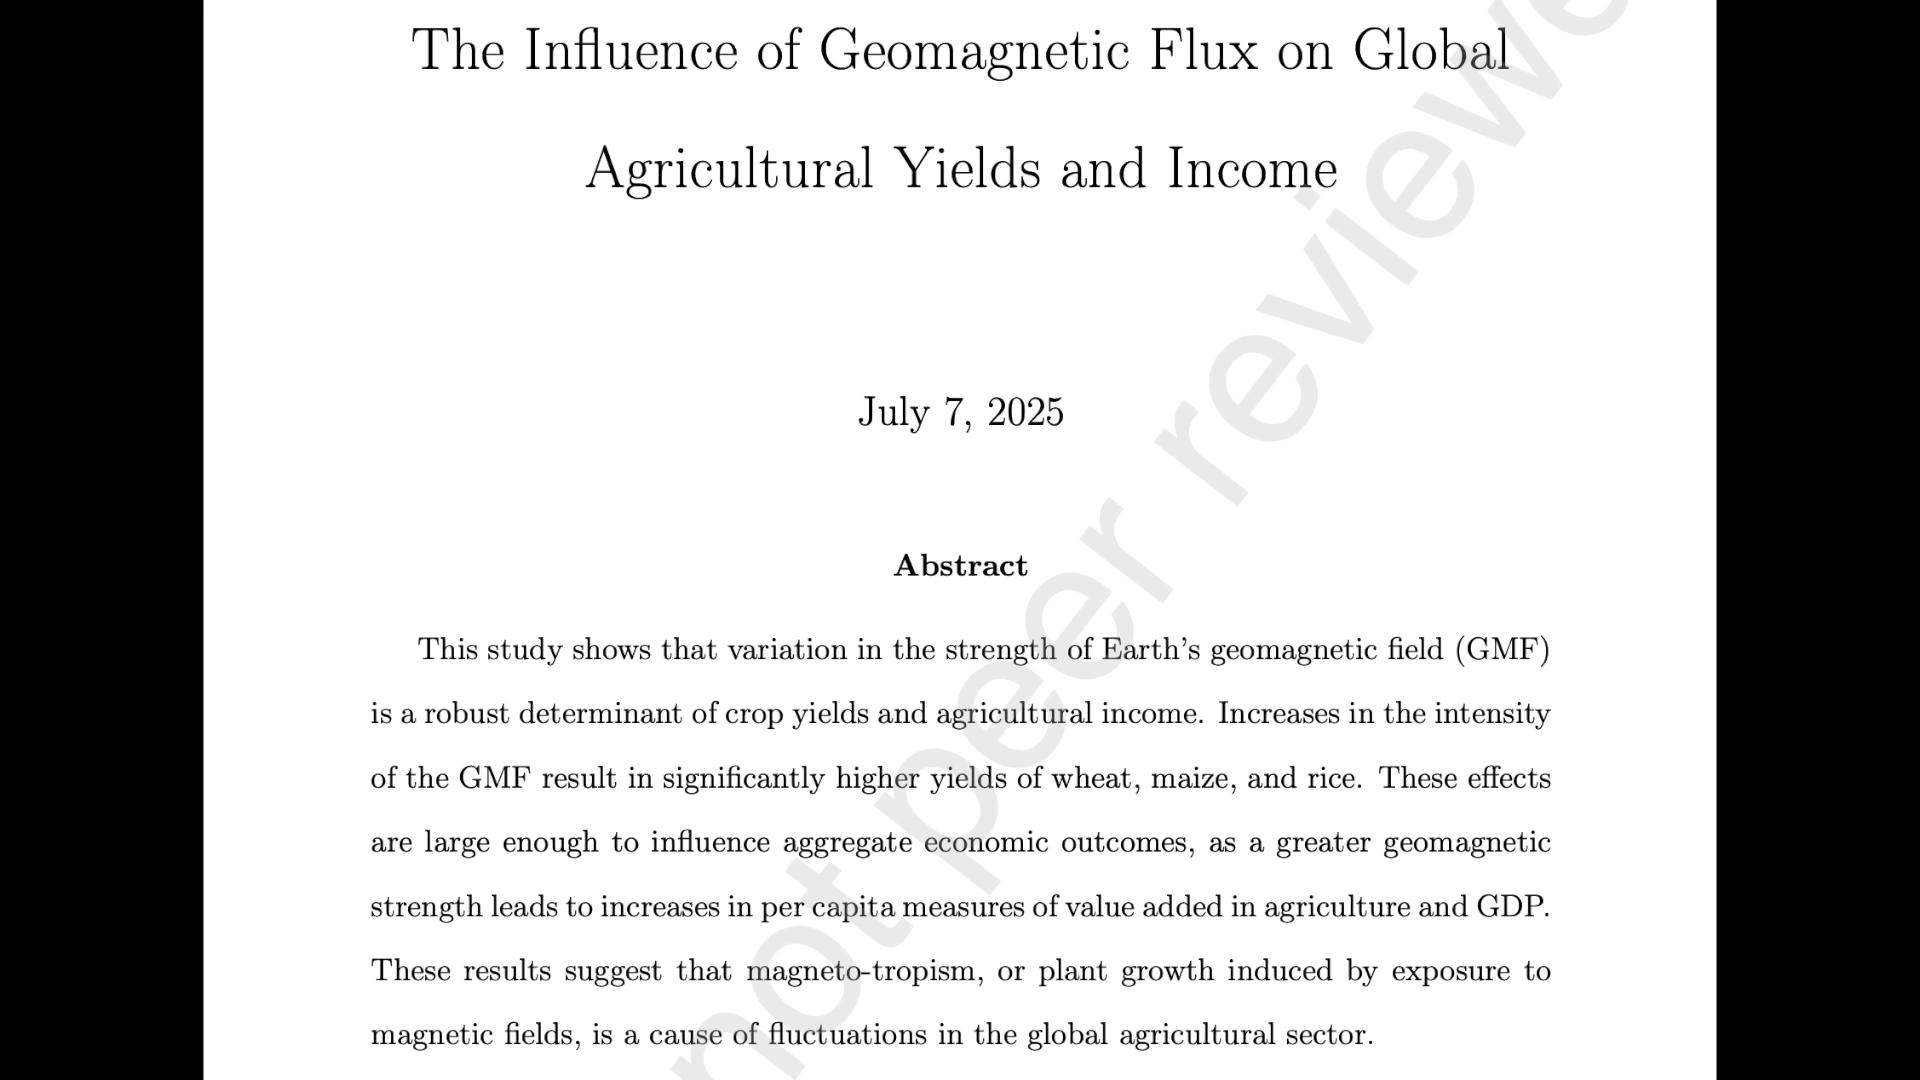 The Influence of Geomagnetic Flux on Global
Agricultural Yields and Income
July 7, 2025
Abstract
This study shows that variation in the strength of Earth's geomagnetic field (GMF)
is a robust determinant of crop yields and agricultural income. Increases in the intensity
of the GMF result in significantly higher yields of wheat, maize, and rice. These effects
are large enough to influence aggregate economic outcomes, as a greater geomagnetic
strength leads to increases in per capita measures of value added in agriculture and GDP.
These results suggest that magneto-tropism, or plant growth induced by exposure to
magnetic fields, is a cause of fluctuations in the global agricultural sector.
not peer reviewe